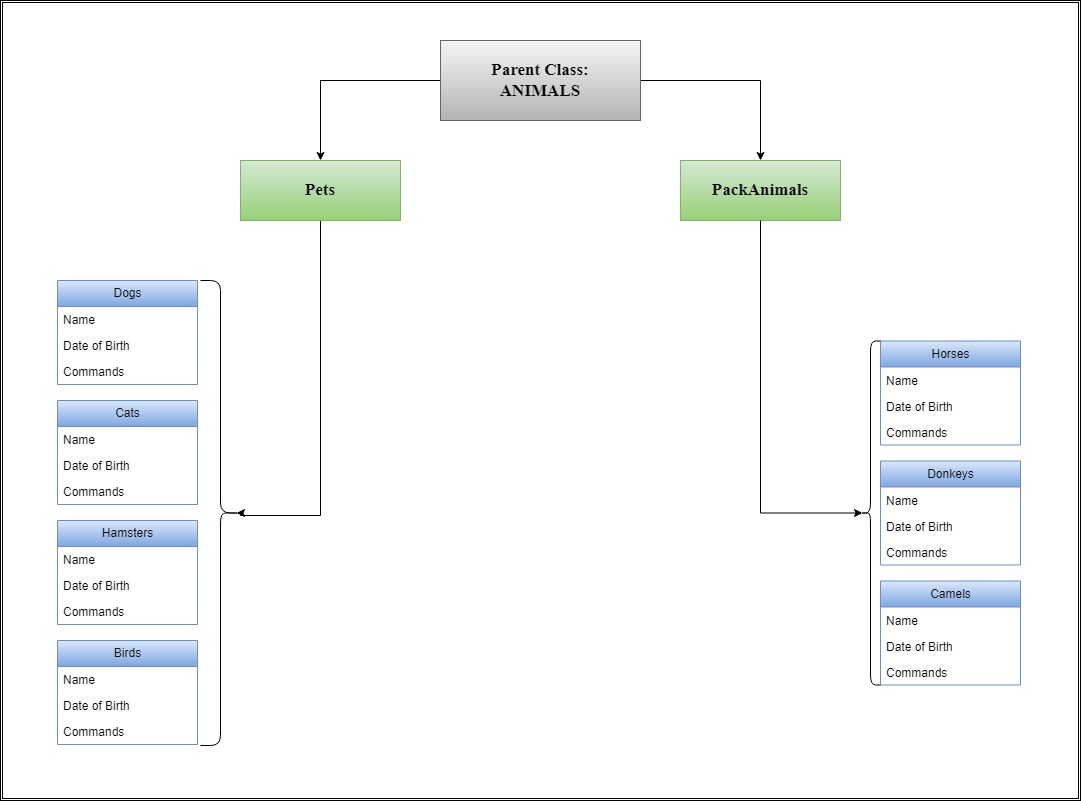 Parent Class:
ANIMALS
Pets
PackAnimals
Dogs
Name
Date of Birth
Commands
Cats
Name
Date of Birth
Commands
Hamsters
Name
Date of Birth
Commands
Birds
Name
Date of Birth
Commands
Horses
Name
Date of Birth
Commands
Donkeys
Name
Date of Birth
Commands
Camels
Name
Date of Birth
Commands